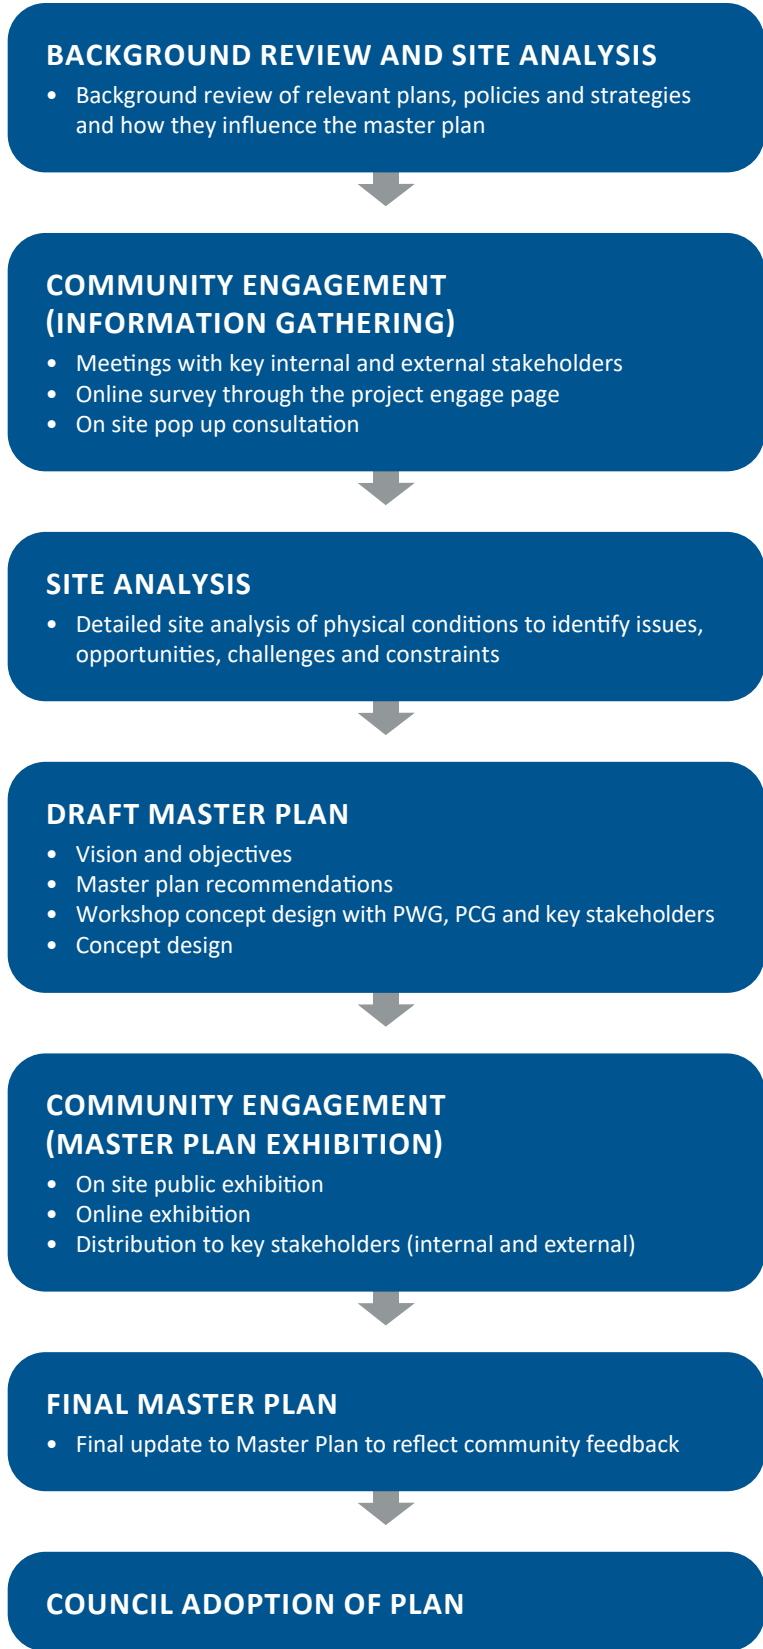 BACKGROUND REVIEW AND SITE ANALYSIS
• Background review of relevant plans, policies and strategies
and how they influence the master plan
COMMUNITY ENGAGEMENT
(INFORMATION GATHERING)
• Meetings with key internal and external stakeholders
• Online survey through the project engage page
• On site pop up consultation
SITE ANALYSIS
• Detailed site analysis of physical conditions to identify issues,
opportunities, challenges and constraints
DRAFT MASTER PLAN
• Vision and objectives
• Master plan recommendations
• Workshop concept design with PWG, PCG and key stakeholders
• Concept design
COMMUNITY ENGAGEMENT
(MASTER PLAN EXHIBITION)
• On site public exhibition
• Online exhibition
• Distribution to key stakeholders (internal and external)
FINAL MASTER PLAN
• Final update to Master Plan to reflect community feedback
COUNCIL ADOPTION OF PLAN